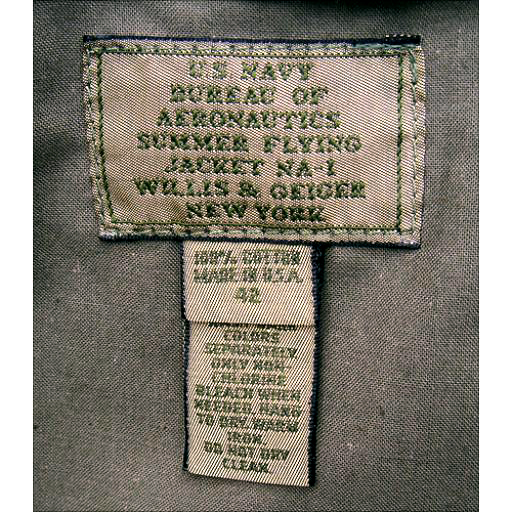 U.S. NAVY
BUREAU OF
AERONAUTICS
SUMMER FLYING
JACKET NA-1
WILLIS & GEIGER
NEW YORK
100% COTTON
MADE IN U.S.A.
42
COLORS
SEPARATELY
ONLY NON
CHLORINE
BLEACH WHEN
NEEDED. HANG
TO DRY. WARM
IRON.
DO NOT DRY
CLEAN